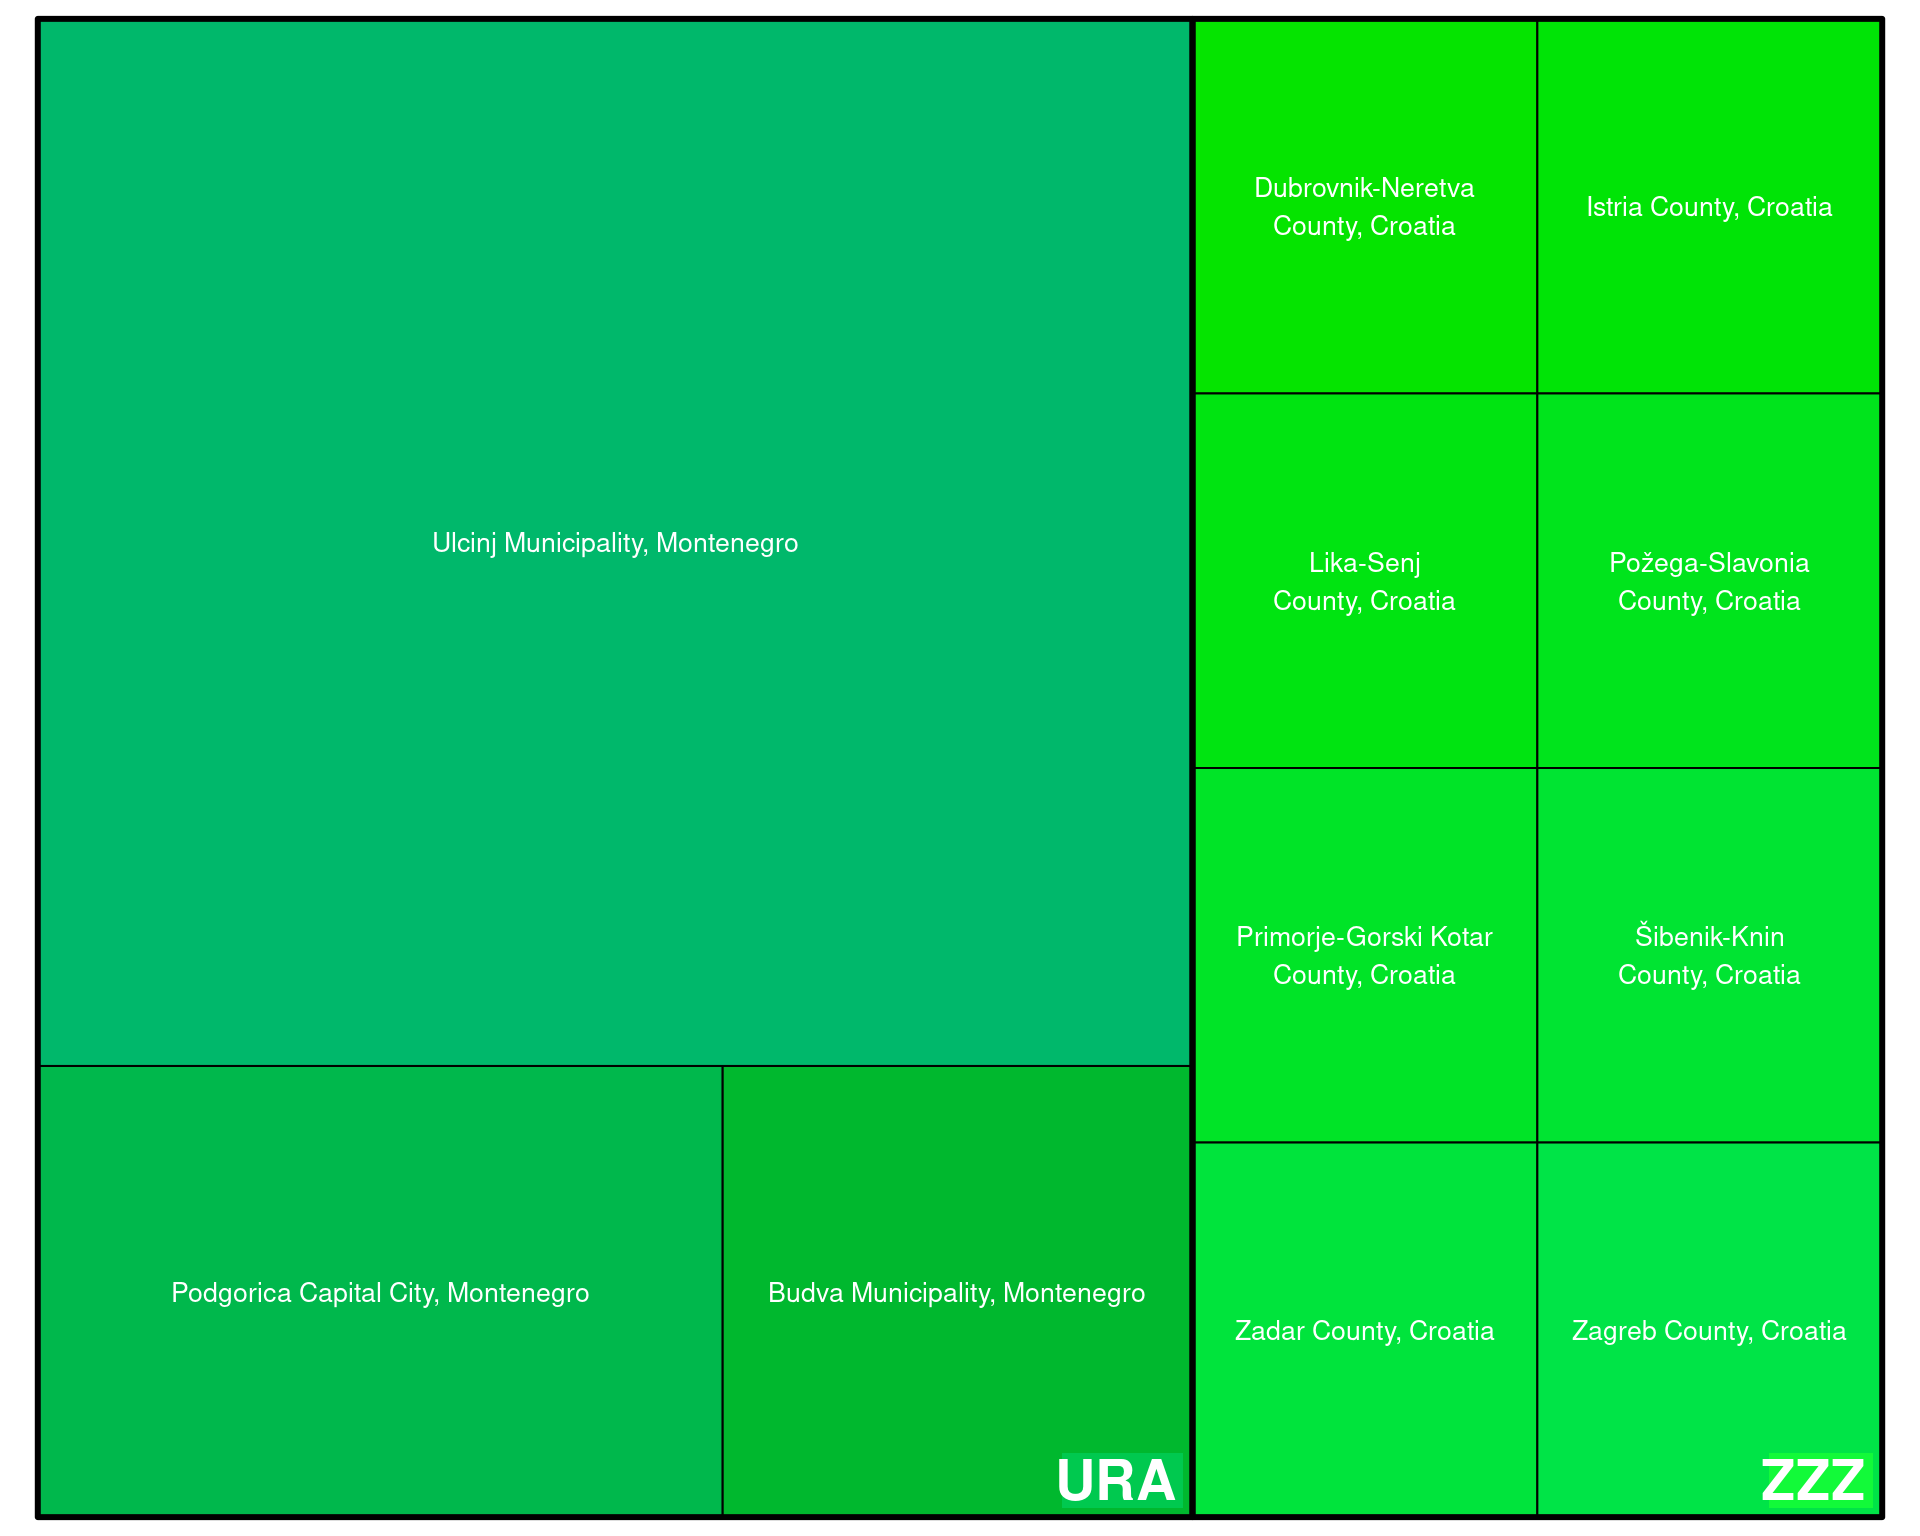 Ulcinj Municipality, Montenegro
Podgorica Capital City, Montenegro
Budva Municipality, Montenegro
URA
Dubrovnik-Neretva
County, Croatia
Istria County, Croatia
Lika-Senj
County, Croatia
Požega-Slavonia
County, Croatia
Primorje-Gorski Kotar
County, Croatia
Šibenik-Knin
County, Croatia
Zadar County, Croatia
Zagreb County, Croatia
ZZZ